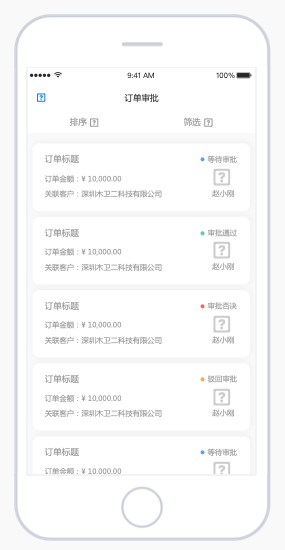 9:41 AM 100%
订单审批
排序 筛选
订单标题 等待审批
订单金额：¥ 10,000.00
关联客户：深圳木卫二科技有限公司 赵小刚
订单标题 审批通过
订单金额：¥ 10,000.00
关联客户：深圳木卫二科技有限公司 赵小刚
订单标题 审批否决
订单金额：¥ 10,000.00
关联客户：深圳木卫二科技有限公司 赵小刚
订单标题 驳回审批
订单金额：¥ 10,000.00
关联客户：深圳木卫二科技有限公司 赵小刚
订单标题 等待审批
订单金额：¥ 10,000.00